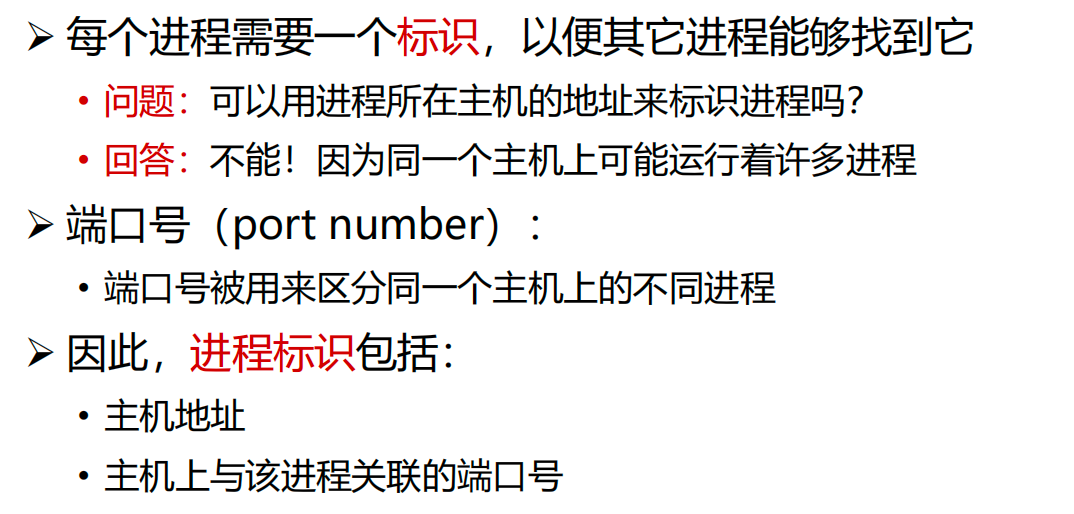 ➢ 每个进程需要一个标识，以便其它进程能够找到它
• 问题：可以用进程所在主机的地址来标识进程吗？
• 回答：不能！因为同一个主机上可能运行着许多进程
➢ 端口号（port number）：
• 端口号被用来区分同一个主机上的不同进程
➢ 因此，进程标识包括：
• 主机地址
• 主机上与该进程关联的端口号